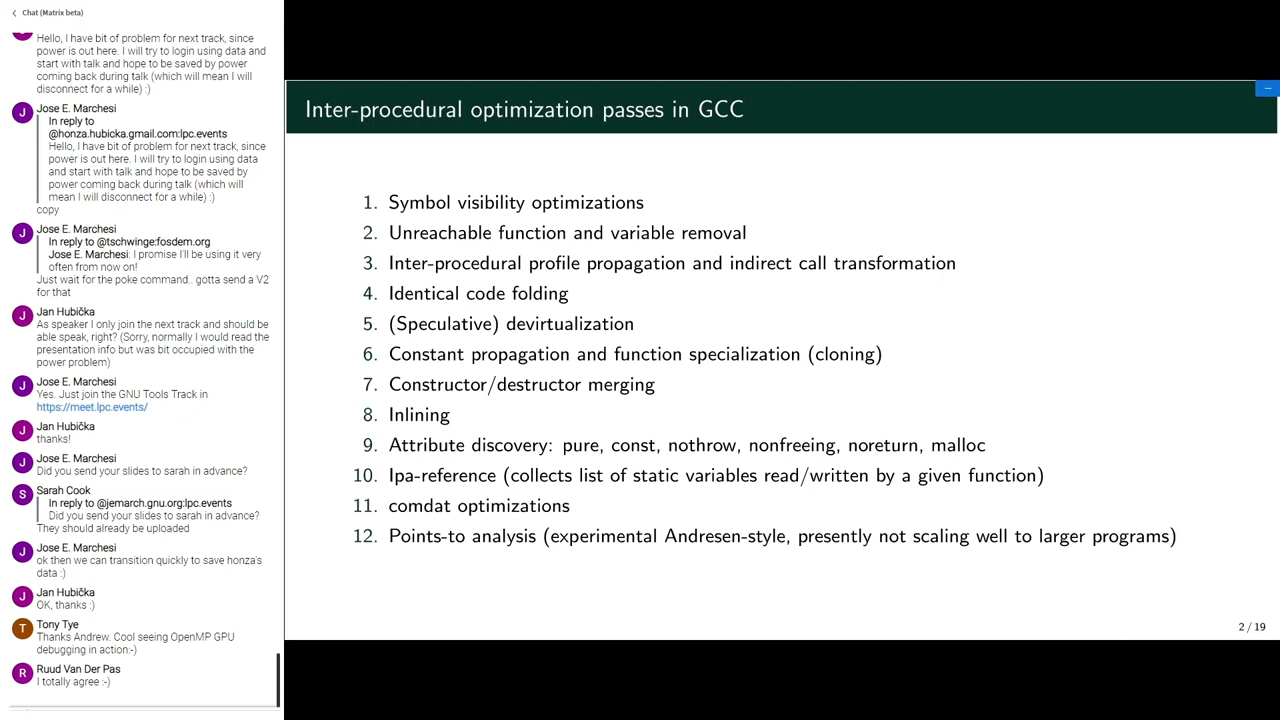 Chat (Matrix beta)
Hello, I have bit of problem for next track, since
power is out here. I will try to login using data and
start with talk and hope to be saved by power
coming back during talk (which will mean I will
disconnect for a while) :)
J
Jose E. Marchesi
In reply to
@honza.hubicka.gmail.com:lpc.events
Hello, I have bit of problem for next track, since
power is out here. I will try to login using data
and start with talk and hope to be saved by
power coming back during talk (which will
mean I will disconnect for a while) :)
copy
J
Jose E. Marchesi
In reply to @tschwinge:fosdem.org
Jose E. Marchesi: I promise I'll be using it very
often from now on!
Just wait for the poke command.. gotta send a V2
for that
J
Jan Hubička
As speaker I only join the next track and should be
able speak, right? (Sorry, normally I would read the
presentation info but was bit occupied with the
power problem)
J
Jose E. Marchesi
Yes. Just join the GNU Tools Track in
https://meet.lpc.events/
J
Jan Hubička
thanks!
J
Jose E. Marchesi
Did you send your slides to sarah in advance?
S
Sarah Cook
In reply to @jemarch.gnu.org:lpc.events
Did you send your slides to sarah in advance?
They should already be uploaded
J
Jose E. Marchesi
ok then we can transition quickly to save honza's
data :)
J
Jan Hubička
OK, thanks :)
T
Tony Tye
Thanks Andrew. Cool seeing OpenMP GPU
debugging in action:-)
R
Ruud Van Der Pas
I totally agree :-)
Inter-procedural optimization passes in GCC
1. Symbol visibility optimizations
2. Unreachable function and variable removal
3. Inter-procedural profile propagation and indirect call transformation
4. Identical code folding
5. (Speculative) devirtualization
6. Constant propagation and function specialization (cloning)
7. Constructor/destructor merging
8. Inlining
9. Attribute discovery: pure, const, nothrow, nonfreeing, noreturn, malloc
10. Ipa-reference (collects list of static variables read/written by a given function)
11. comdat optimizations
12. Points-to analysis (experimental Andresen-style, presently not scaling well to larger programs)
2 / 19